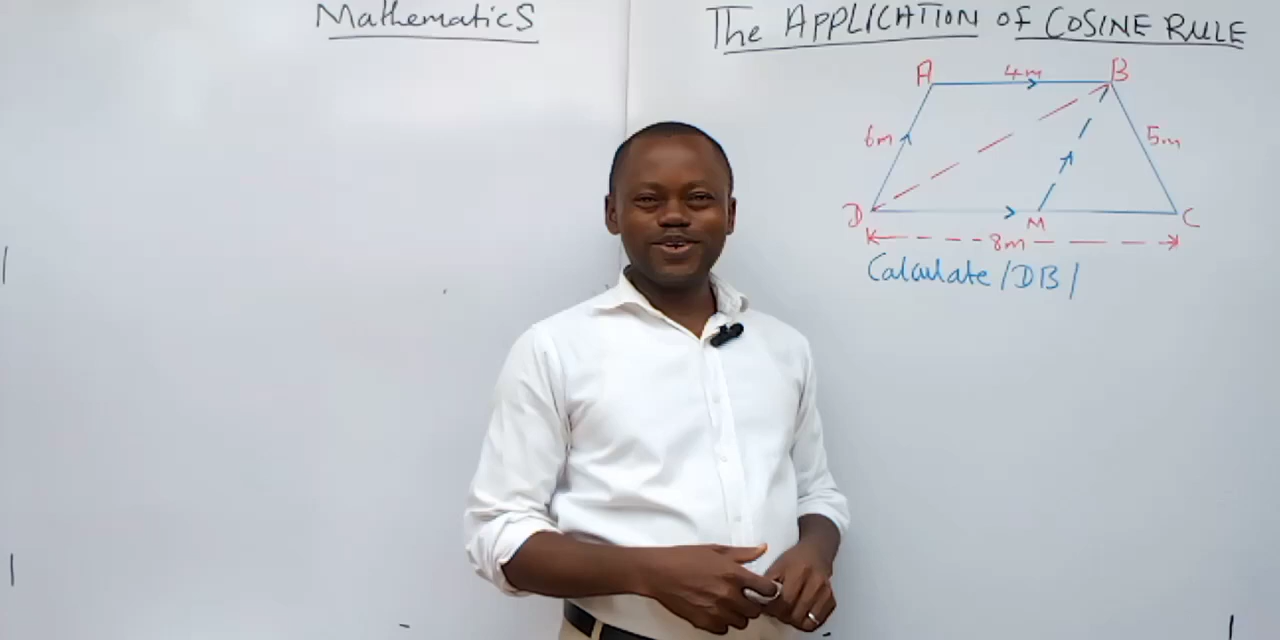 Mathematics
The APPLICATION OF COSINE RULE
A 4m B
6m 5m
D M C
8m
Calculate /DB/